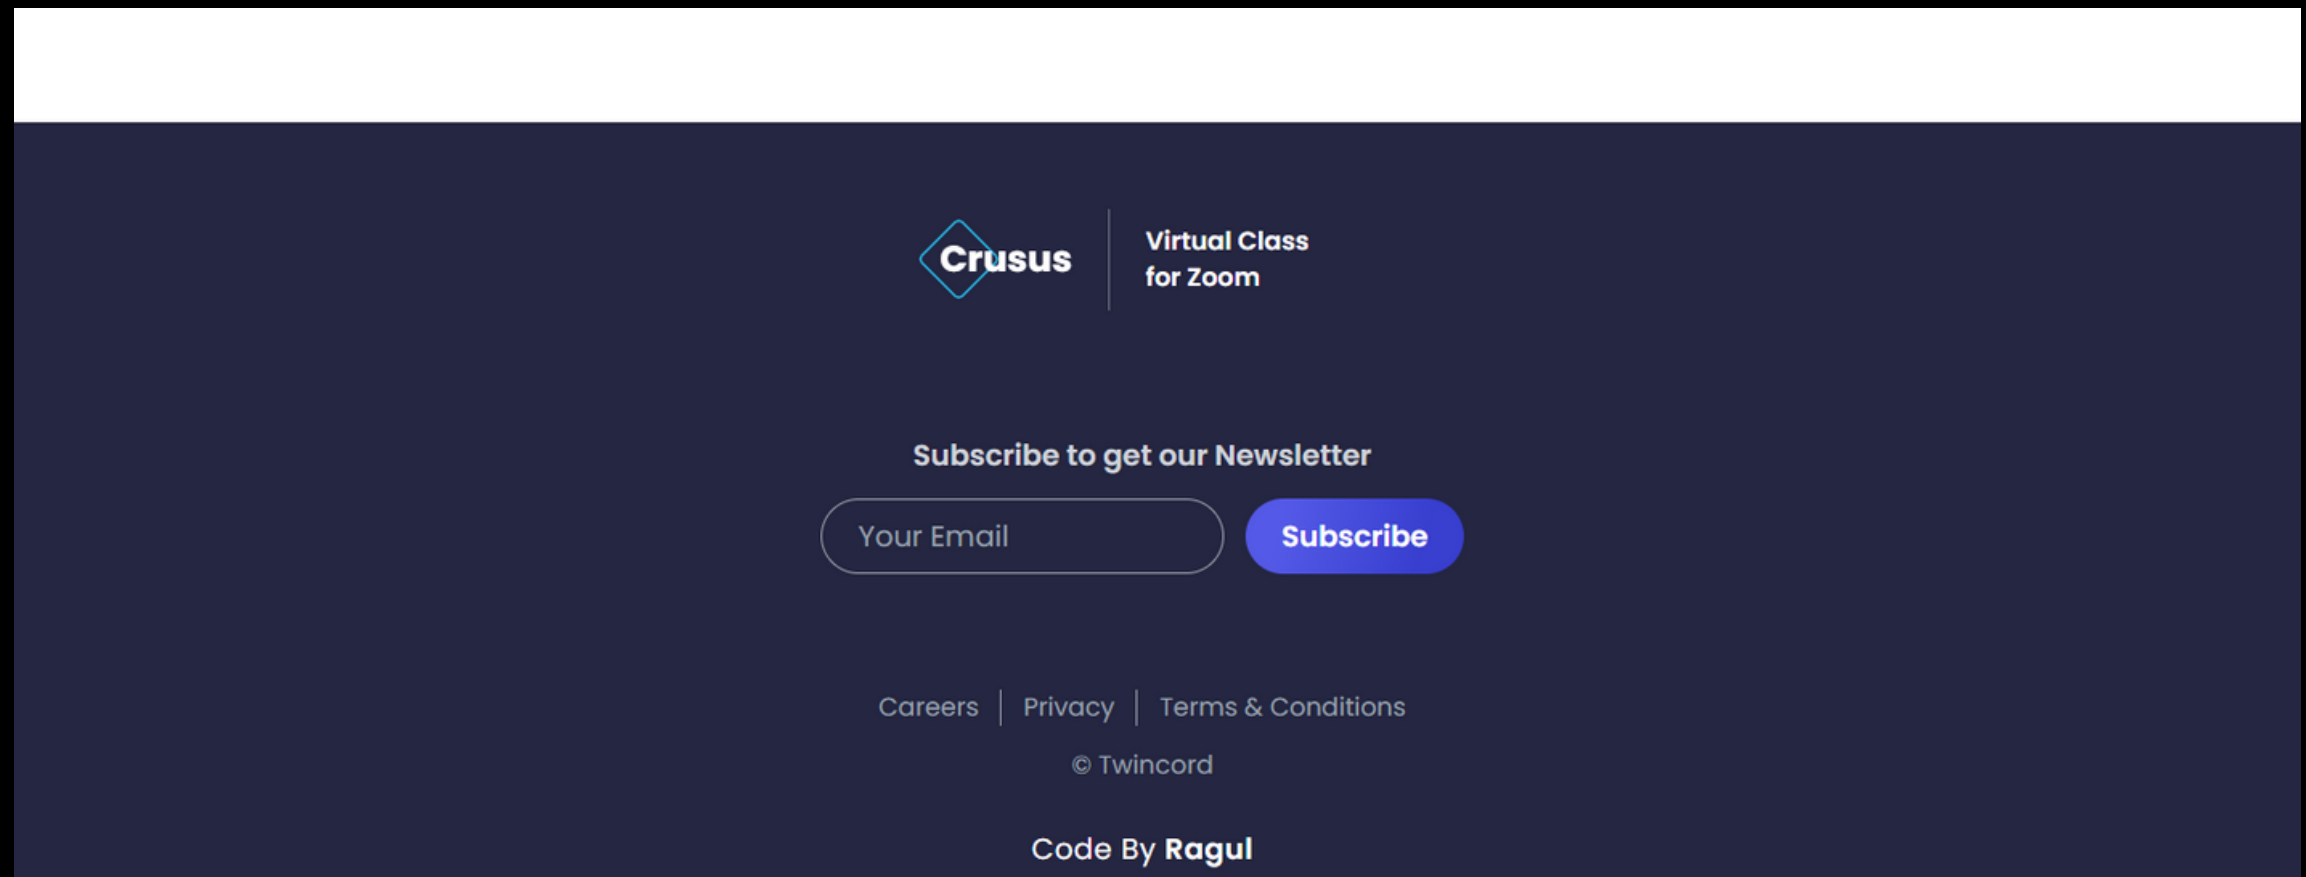 Crusus
Virtual Class
for Zoom
Subscribe to get our Newsletter
Your Email
Subscribe
Careers
Privacy
Terms & Conditions
© Twincord
Code By Ragul